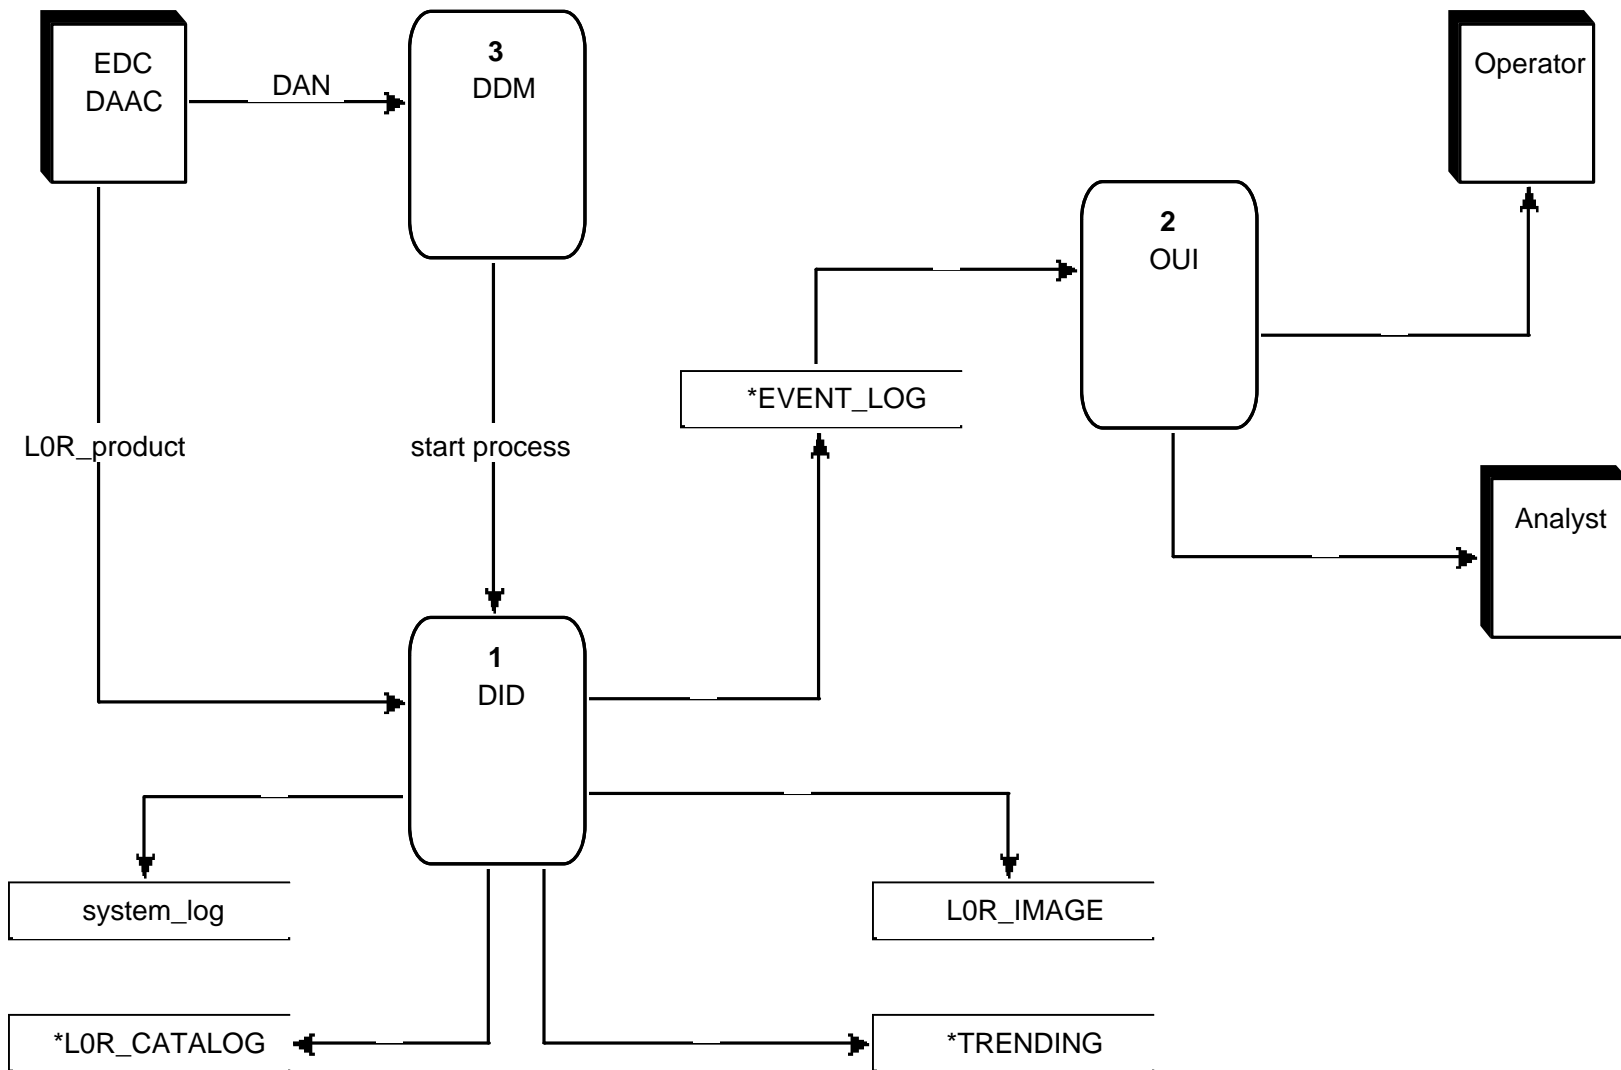 EDC
DAAC
DAN
3
DDM
Operator
2
OUI
*EVENT_LOG
L0R_product
start process
Analyst
1
DID
system_log
L0R_IMAGE
*L0R_CATALOG
*TRENDING